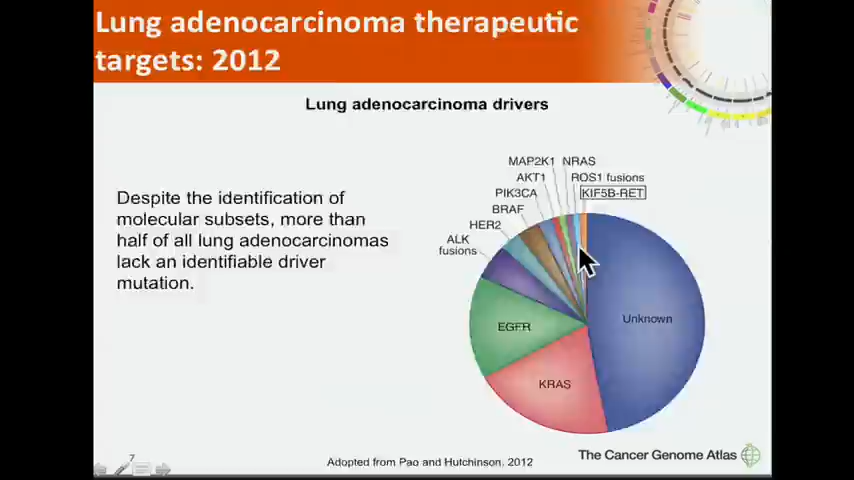 Lung adenocarcinoma therapeutic
targets: 2012
Lung adenocarcinoma drivers
Despite the identification of
molecular subsets, more than
half of all lung adenocarcinomas
lack an identifiable driver
mutation.
MAP2K1 NRAS
AKT1 ROS1 fusions
PIK3CA KIF5B-RET
BRAF
HER2
ALK
fusions
EGFR
Unknown
KRAS
7
Adopted from Pao and Hutchinson, 2012
The Cancer Genome Atlas